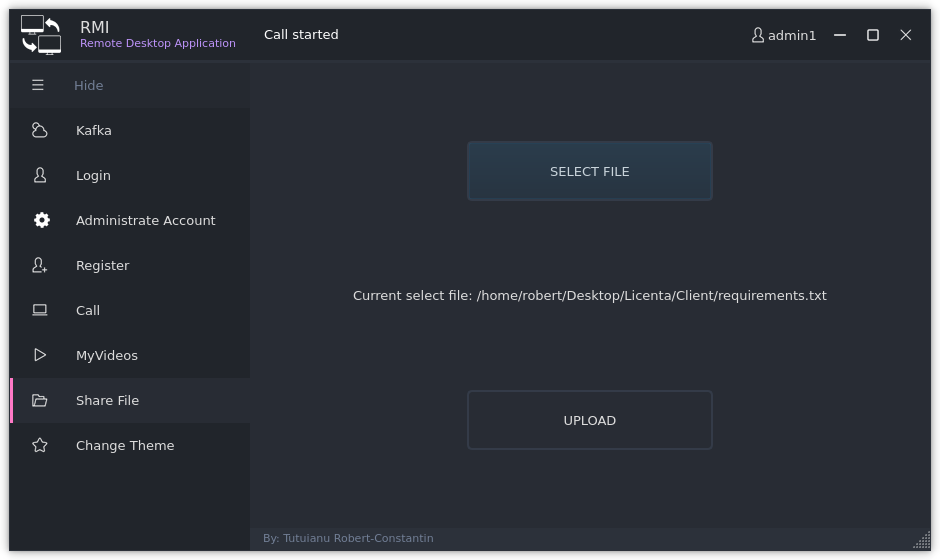 RMI
Remote Desktop Application
Call started
admin1
Hide
Kafka
Login
Administrate Account
Register
Call
MyVideos
Share File
Change Theme
SELECT FILE
Current select file: /home/robert/Desktop/Licenta/Client/requirements.txt
UPLOAD
By: Tutuianu Robert-Constantin